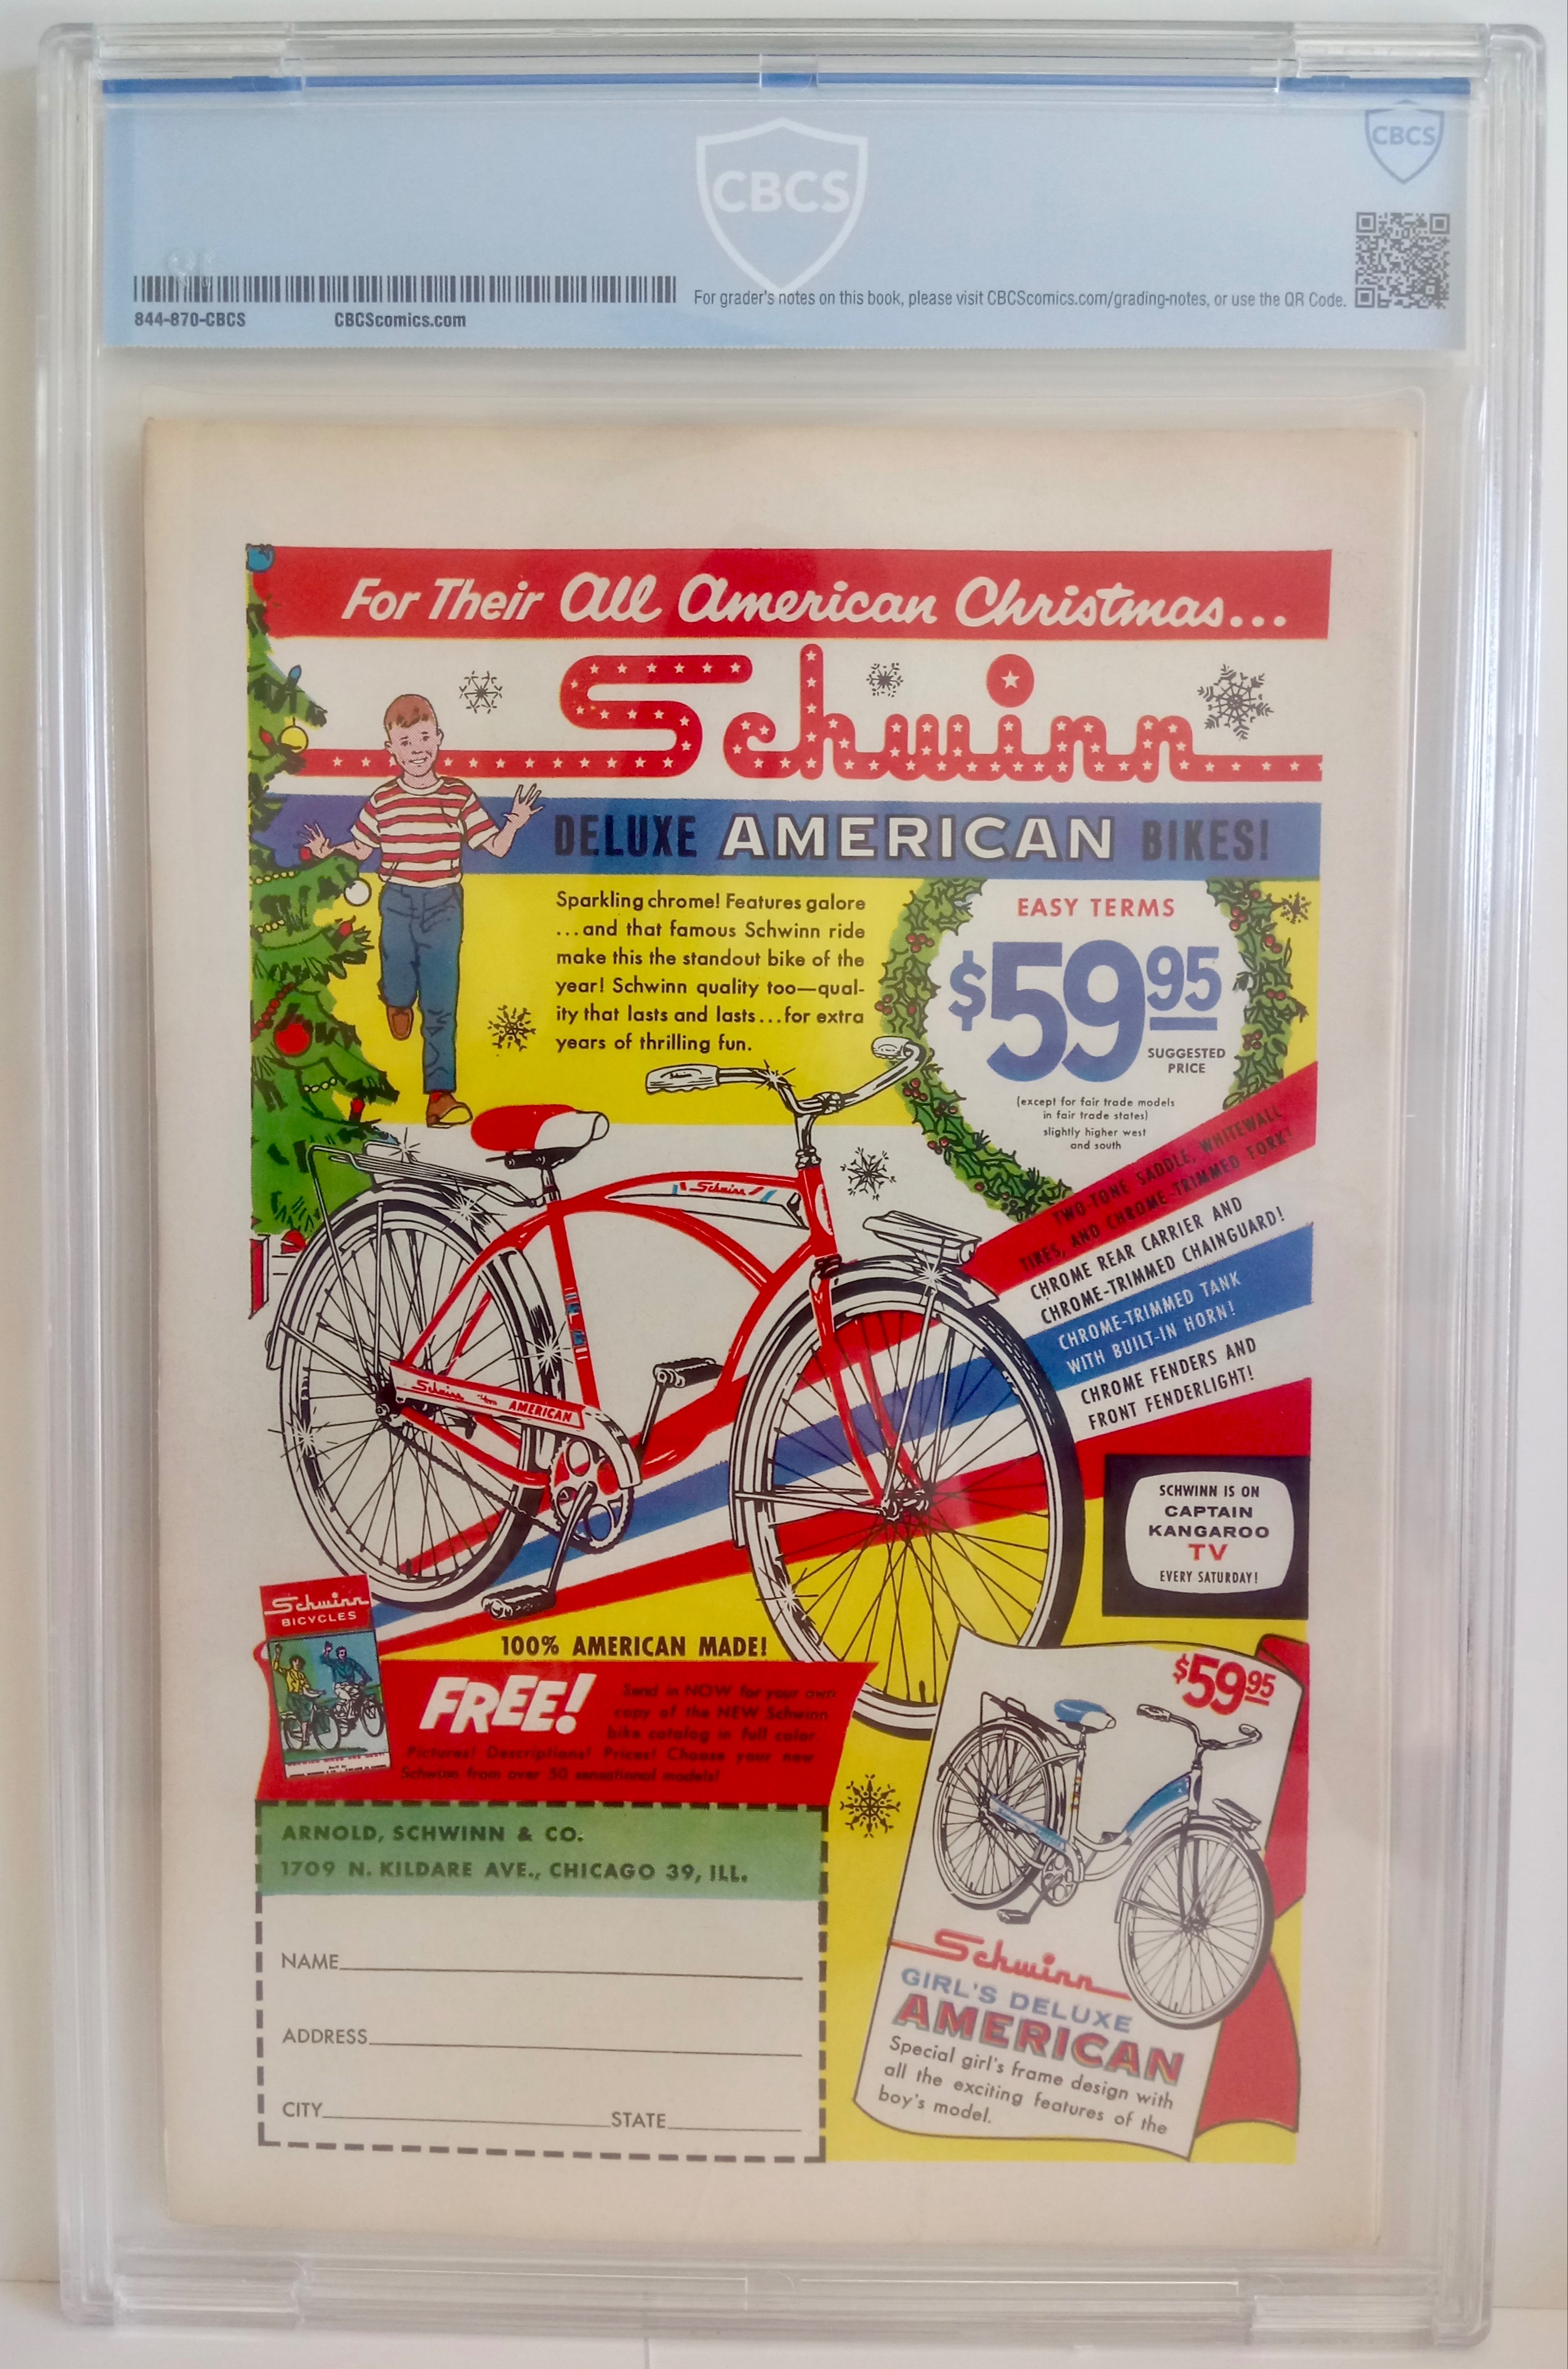 CBCS
CBCS
For grader's notes on this book, please visit CBCScomics.com/grading-notes, or use the QR Code.
844-870-CBCS CBCScomics.com
For Their All American Christmas...
Schwinn
DELUXE AMERICAN BIKES!
Sparkling chrome! Features galore
...and that famous Schwinn ride
make this the standout bike of the
year! Schwinn quality too—qual-
ity that lasts and lasts...for extra
years of thrilling fun.
EASY TERMS
$59 95
SUGGESTED
PRICE
(except for fair trade models
in fair trade states)
slightly higher west
and south
TWO-TONE SADDLE, WHITEWALL
TIRES, AND CHROME-TRIMMED FORK!
CHROME REAR CARRIER AND
CHROME-TRIMMED CHAINGUARD!
CHROME-TRIMMED TANK
WITH BUILT-IN HORN!
CHROME FENDERS AND
FRONT FENDERLIGHT!
Schwinn
Schwinn
Schwinn AMERICAN
SCHWINN IS ON
CAPTAIN
KANGAROO
TV
EVERY SATURDAY!
Schwinn
BICYCLES
100% AMERICAN MADE!
FREE!
Send in NOW for your own
copy of the NEW Schwinn
bike catalog in full color.
Pictures! Descriptions! Prices! Choose your new
Schwinn from over 50 sensational models!
ARNOLD, SCHWINN & CO.
1709 N. KILDARE AVE., CHICAGO 39, ILL.
NAME
ADDRESS
CITY STATE
$59 95
Schwinn
GIRL'S DELUXE
AMERICAN
Special girl's frame design with
all the exciting features of the
boy's model.